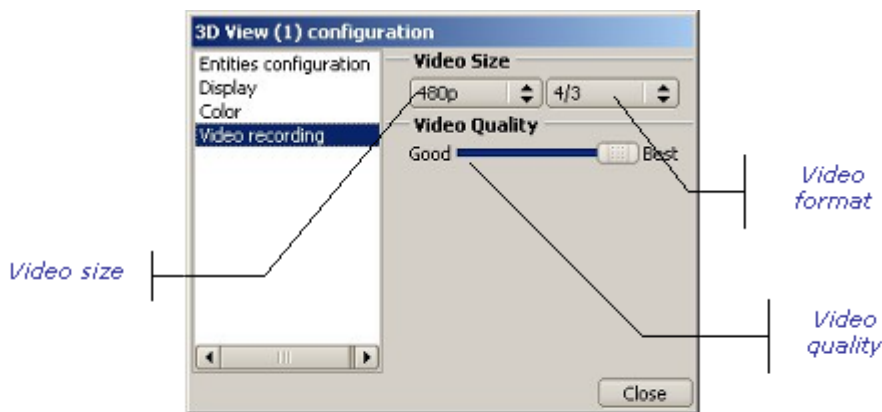 3D View (1) configuration
Entities configuration
Display
Color
Video recording
Video Size
480p
4/3
Video Quality
Good
Best
Video
format
Video size
Video
quality
Close